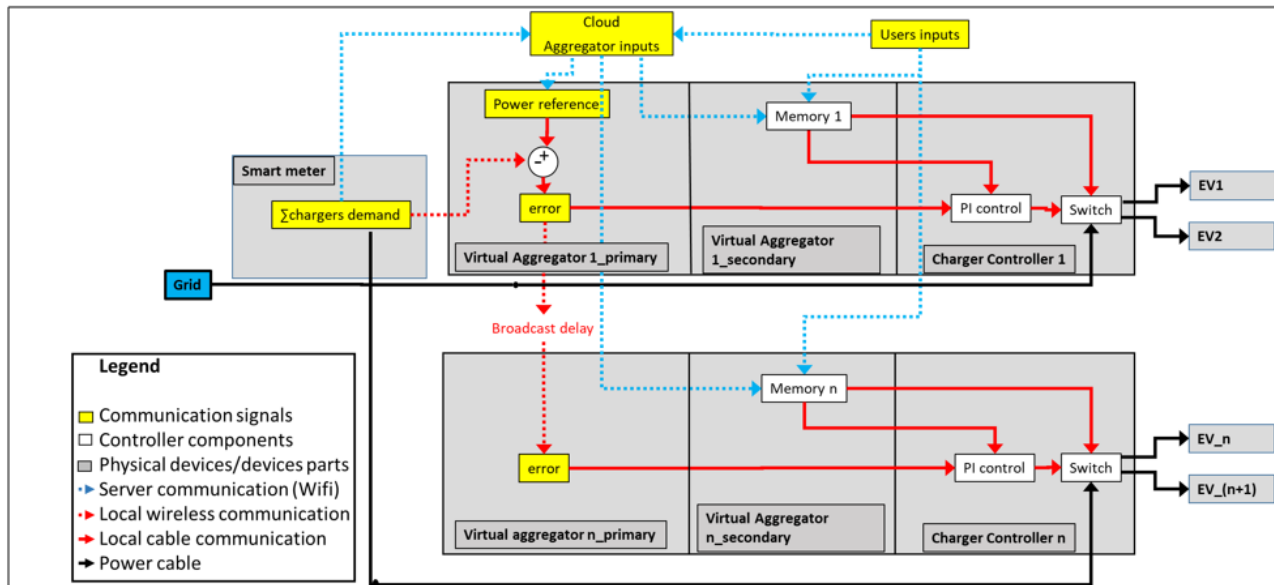 Cloud
Aggregator inputs
Users inputs
Power reference
Memory 1
- +
Smart meter
∑chargers demand
error
PI control
Switch
EV1
EV2
Virtual Aggregator 1_primary
Virtual Aggregator
1_secondary
Charger Controller 1
Grid
Broadcast delay
Legend
Communication signals
Controller components
Physical devices/devices parts
Server communication (Wifi)
Local wireless communication
Local cable communication
Power cable
Memory n
error
PI control
Switch
EV_n
EV_(n+1)
Virtual aggregator n_primary
Virtual Aggregator
n_secondary
Charger Controller n